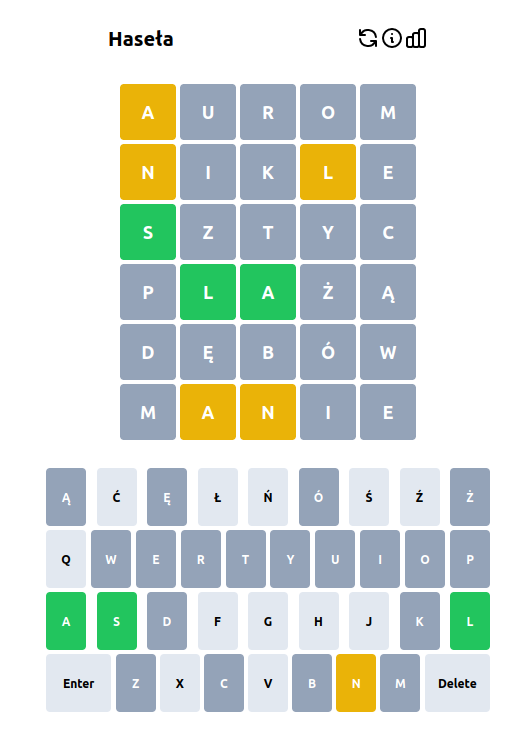 Haseła
A U R O M
N I K L E
S Z T Y C
P L A Ż Ą
D Ę B Ó W
M A N I E
Ą Ć Ę Ł Ń Ó Ś Ź Ż
Q W E R T Y U I O P
A S D F G H J K L
Enter Z X C V B N M Delete